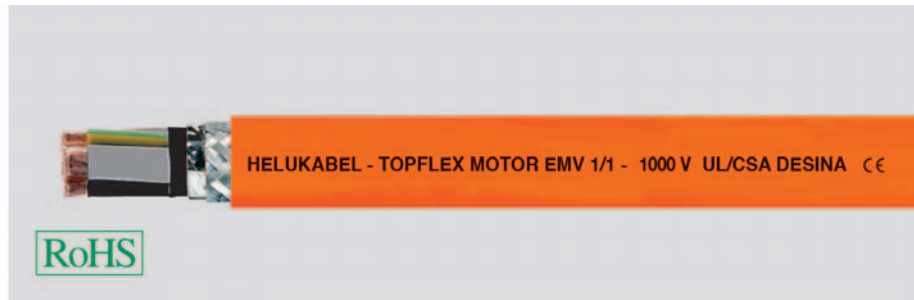 HELUKABEL - TOPFLEX MOTOR EMV 1/1 - 1000 V UL/CSA DESINA CE
RoHS